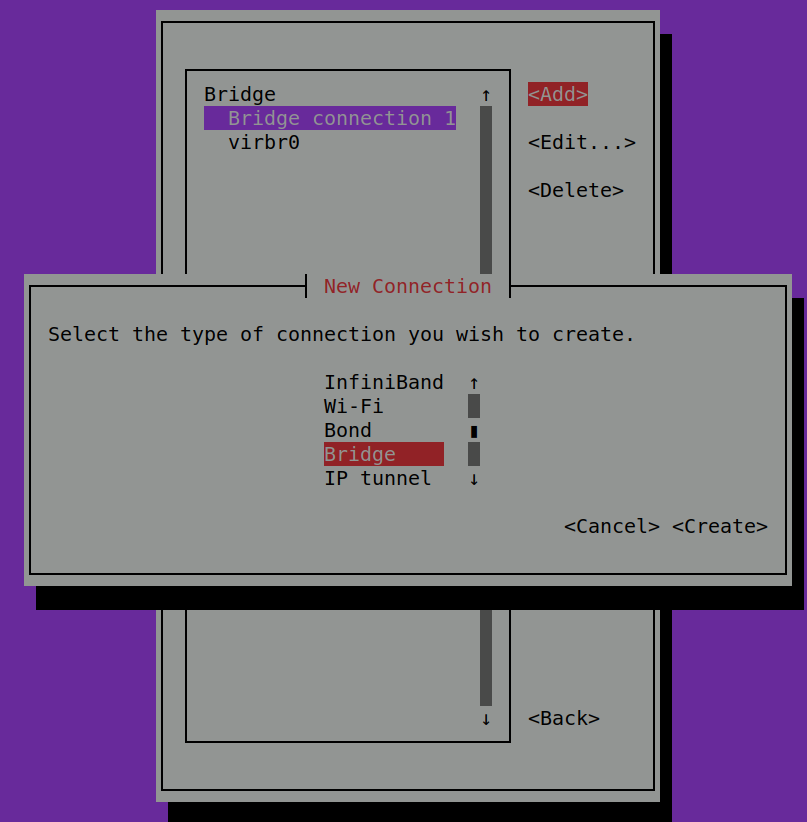 Bridge ↑ <Add>
Bridge connection 1
virbr0 <Edit...>
<Delete>
New Connection
Select the type of connection you wish to create.
InfiniBand ↑
Wi-Fi
Bond
Bridge
IP tunnel ↓
<Cancel> <Create>
↓ <Back>